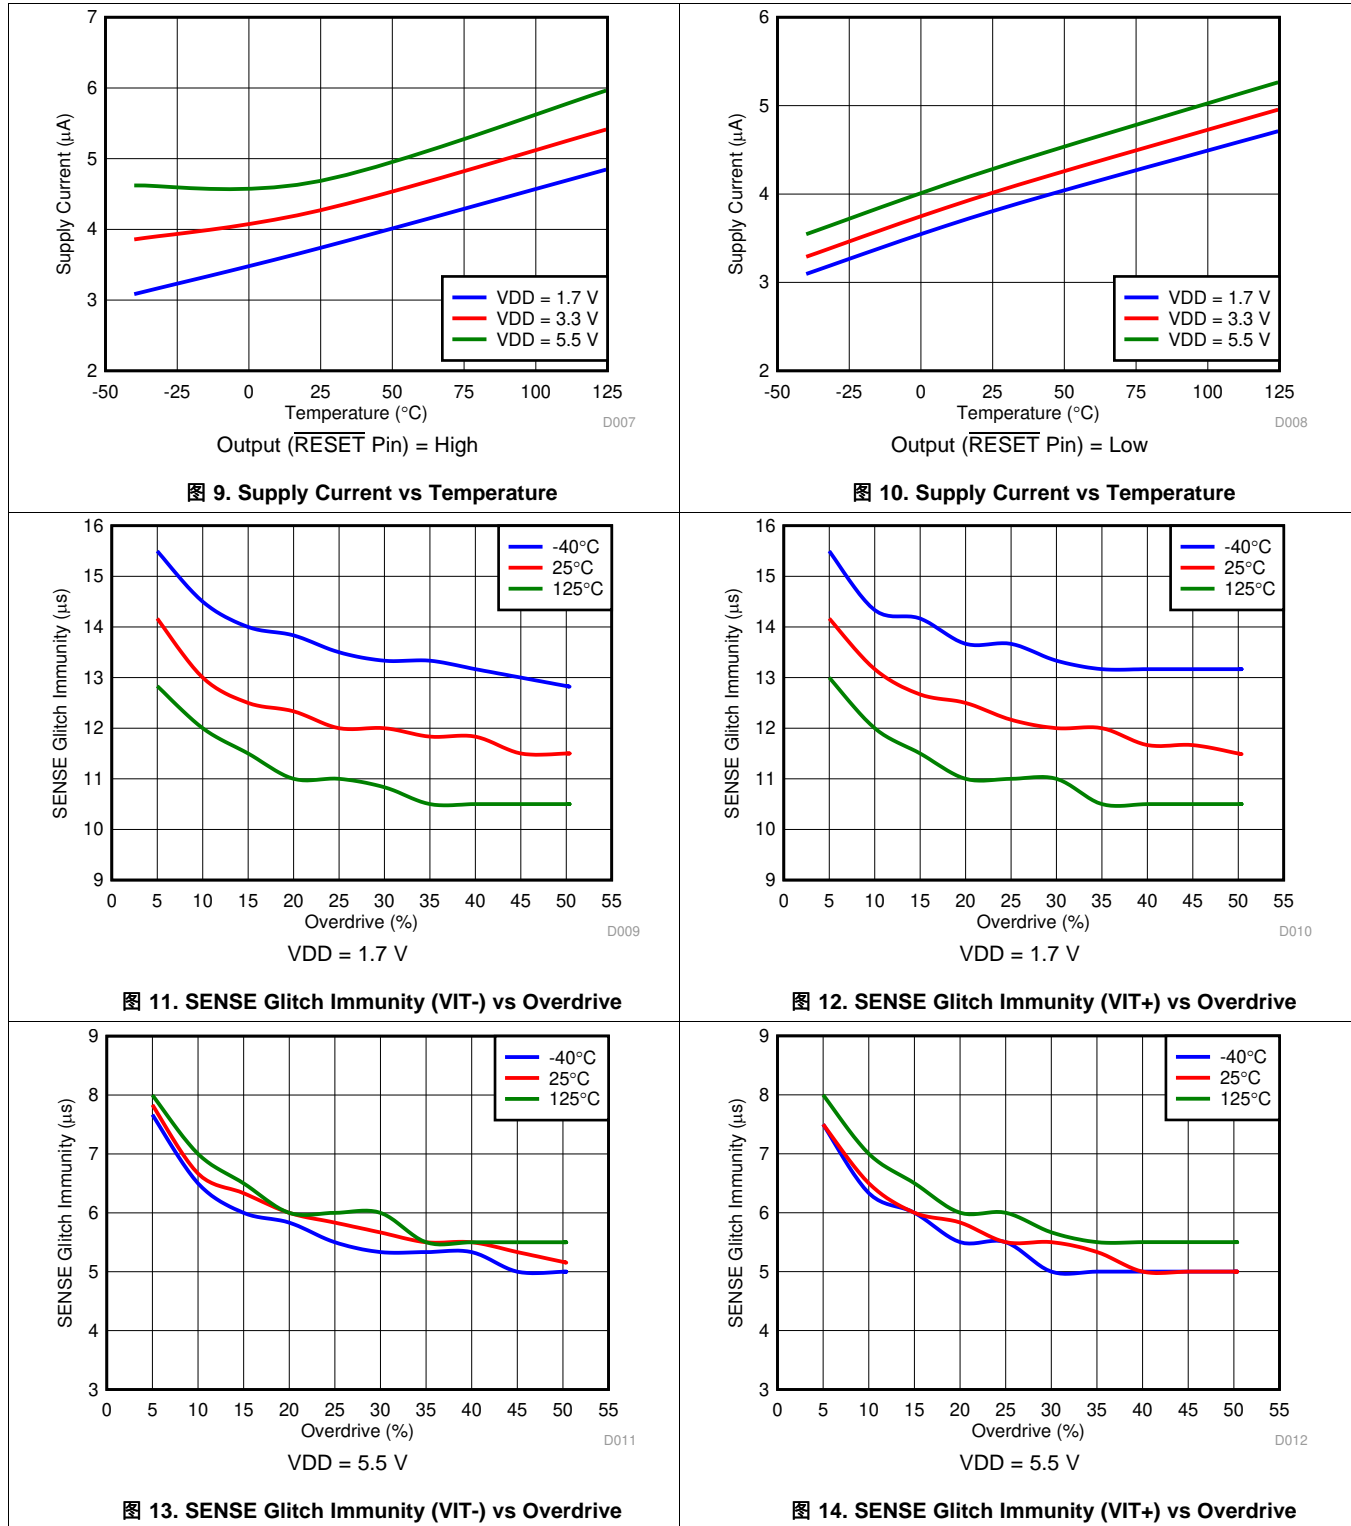 7
6
5
4
3
2
Supply Current (µA)
VDD = 1.7 V
VDD = 3.3 V
VDD = 5.5 V
-50 -25 0 25 50 75 100 125
Temperature (°C)
D007
Output (RESET Pin) = High
图 9. Supply Current vs Temperature
6
5
4
3
2
Supply Current (µA)
VDD = 1.7 V
VDD = 3.3 V
VDD = 5.5 V
-50 -25 0 25 50 75 100 125
Temperature (°C)
D008
Output (RESET Pin) = Low
图 10. Supply Current vs Temperature
16
15
14
13
12
11
10
9
SENSE Glitch Immunity (µs)
-40°C
25°C
125°C
0 5 10 15 20 25 30 35 40 45 50 55
Overdrive (%)
D009
VDD = 1.7 V
图 11. SENSE Glitch Immunity (VIT-) vs Overdrive
16
15
14
13
12
11
10
9
SENSE Glitch Immunity (µs)
-40°C
25°C
125°C
0 5 10 15 20 25 30 35 40 45 50 55
Overdrive (%)
D010
VDD = 1.7 V
图 12. SENSE Glitch Immunity (VIT+) vs Overdrive
9
8
7
6
5
4
3
SENSE Glitch Immunity (µs)
-40°C
25°C
125°C
0 5 10 15 20 25 30 35 40 45 50 55
Overdrive (%)
D011
VDD = 5.5 V
图 13. SENSE Glitch Immunity (VIT-) vs Overdrive
9
8
7
6
5
4
3
SENSE Glitch Immunity (µs)
-40°C
25°C
125°C
0 5 10 15 20 25 30 35 40 45 50 55
Overdrive (%)
D012
VDD = 5.5 V
图 14. SENSE Glitch Immunity (VIT+) vs Overdrive